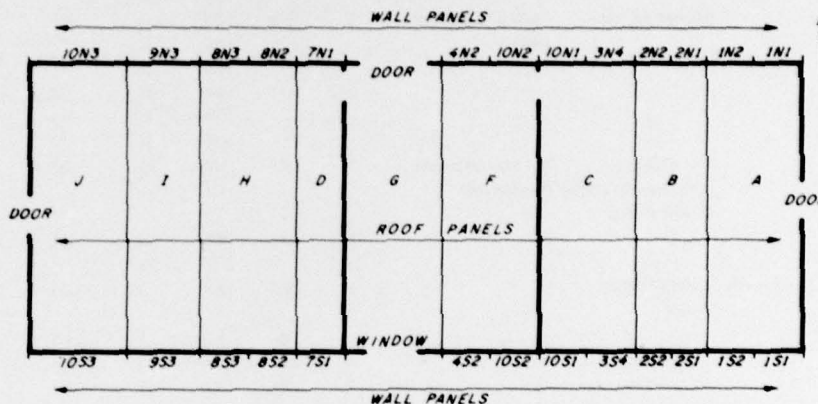 WALL PANELS
10N3 9N3 8N3 8N2 7N1 4N2 10N2 10N1 3N4 2N2 2N1 1N2 1N1
DOOR
J I H D G F C B A
DOOR DOOR
ROOF PANELS
WINDOW
10S3 9S3 8S3 8S2 7S1 4S2 10S2 10S1 3S4 2S2 2S1 1S2 1S1
WALL PANELS